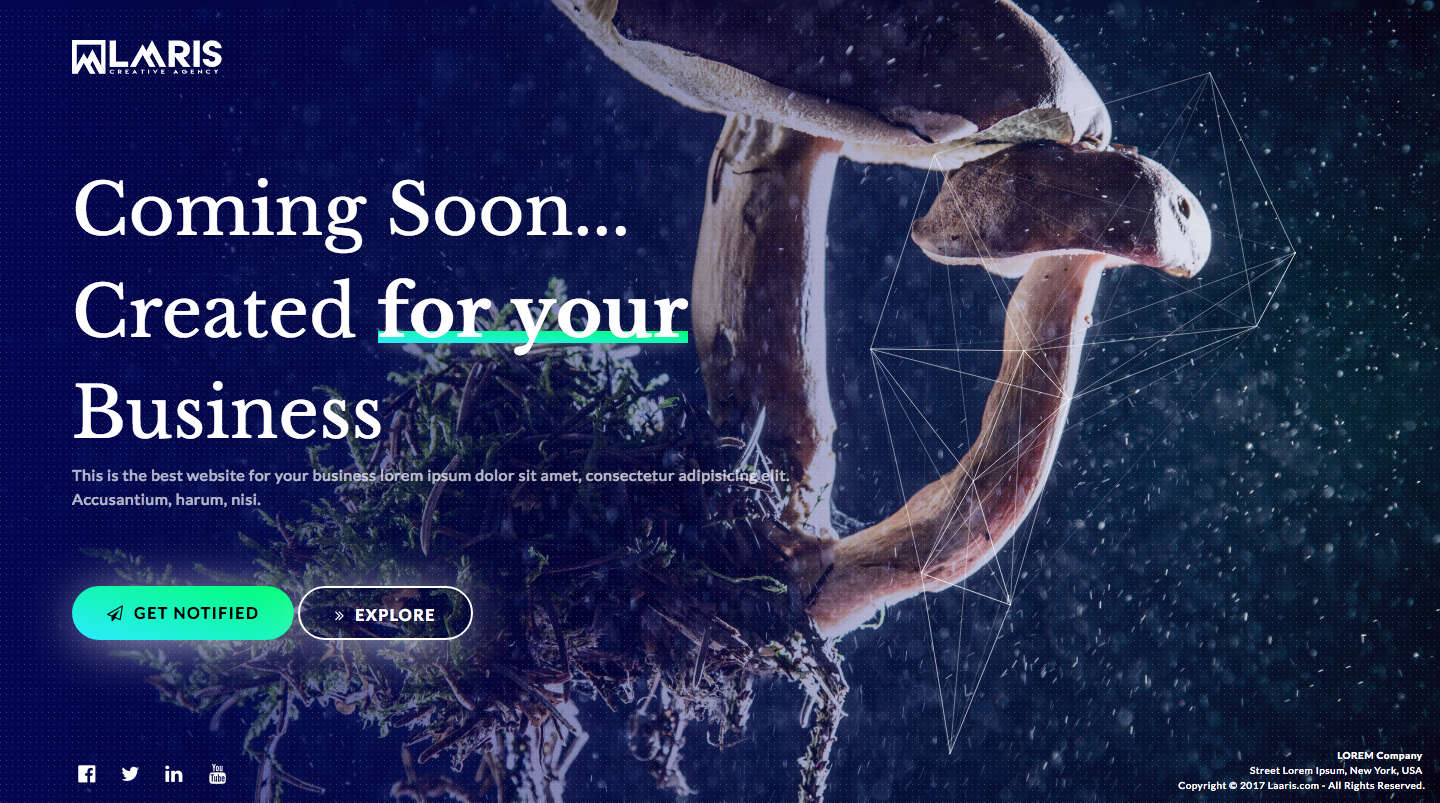 LAARIS
CREATIVE AGENCY
Coming Soon...
Created for your
Business
This is the best website for your business lorem ipsum dolor sit amet, consectetur adipisicing elit.
Accusantium, harum, nisi.
GET NOTIFIED
EXPLORE
You
Tube
LOREM Company
Street Lorem Ipsum, New York, USA
Copyright © 2017 Laaris.com - All Rights Reserved.